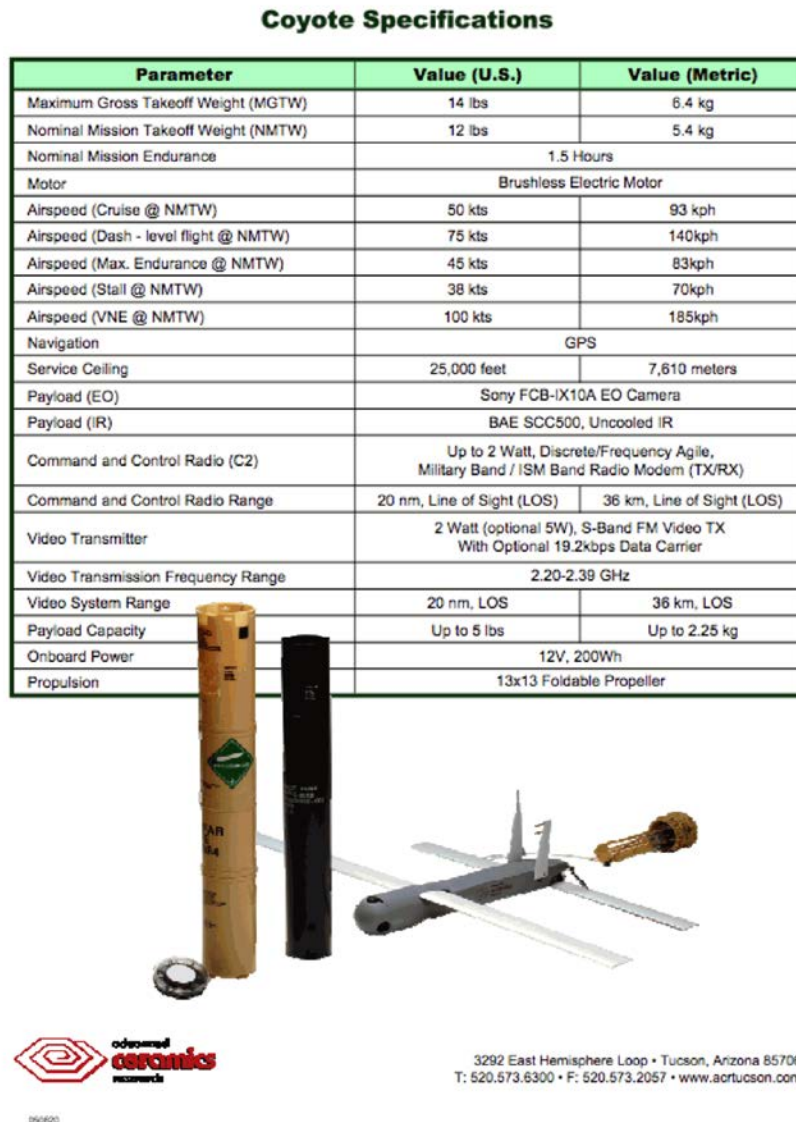 Coyote Specifications
Parameter Value (U.S.) Value (Metric)
Maximum Gross Takeoff Weight (MGTW) 14 lbs 6.4 kg
Nominal Mission Takeoff Weight (NMTW) 12 lbs 5.4 kg
Nominal Mission Endurance 1.5 Hours
Motor Brushless Electric Motor
Airspeed (Cruise @ NMTW) 50 kts 93 kph
Airspeed (Dash - level flight @ NMTW) 75 kts 140kph
Airspeed (Max. Endurance @ NMTW) 45 kts 83kph
Airspeed (Stall @ NMTW) 38 kts 70kph
Airspeed (VNE @ NMTW) 100 kts 185kph
Navigation GPS
Service Ceiling 25,000 feet 7,610 meters
Payload (EO) Sony FCB-IX10A EO Camera
Payload (IR) BAE SCC500, Uncooled IR
Command and Control Radio (C2) Up to 2 Watt, Discrete/Frequency Agile,
Military Band / ISM Band Radio Modem (TX/RX)
Command and Control Radio Range 20 nm, Line of Sight (LOS) 36 km, Line of Sight (LOS)
Video Transmitter 2 Watt (optional 5W), S-Band FM Video TX
With Optional 19.2kbps Data Carrier
Video Transmission Frequency Range 2.20-2.39 GHz
Video System Range 20 nm, LOS 36 km, LOS
Payload Capacity Up to 5 lbs Up to 2.25 kg
Onboard Power 12V, 200Wh
Propulsion 13x13 Foldable Propeller
advanced
ceramics
research
3292 East Hemisphere Loop • Tucson, Arizona 85706
T: 520.573.6300 • F: 520.573.2057 • www.acrtucson.com